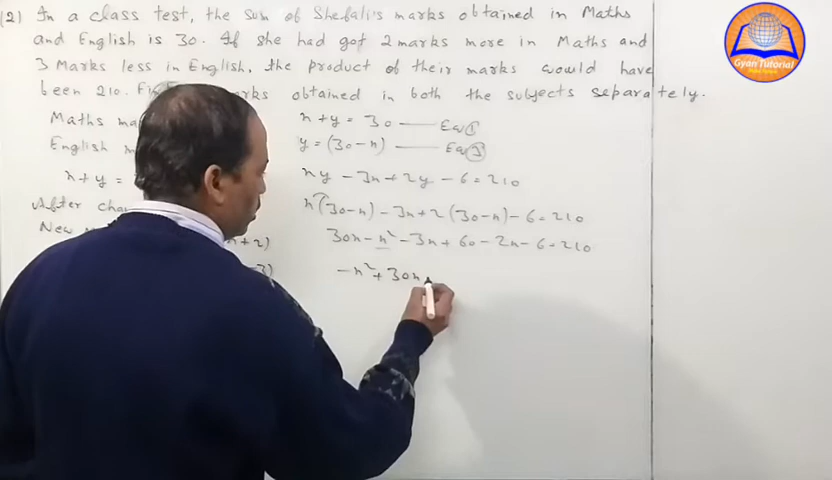 (2) In a class test, the sum of Shefali's marks obtained in Maths
and English is 30. If she had got 2 marks more in Maths and
3 Marks less in English, the product of their marks would have
been 210. obtained in both the subjects separately.
Maths
English
x+y =
After
New
x+2)
-3)
x+y = 30 —— Eq ①
y = (30-x) —— Eq ③
xy - 3x + 2y - 6 = 210
x(30-x) - 3x + 2(30-x) - 6 = 210
30x - x² - 3x + 60 - 2x - 6 = 210
-x² + 30x
Gyan Tutorial